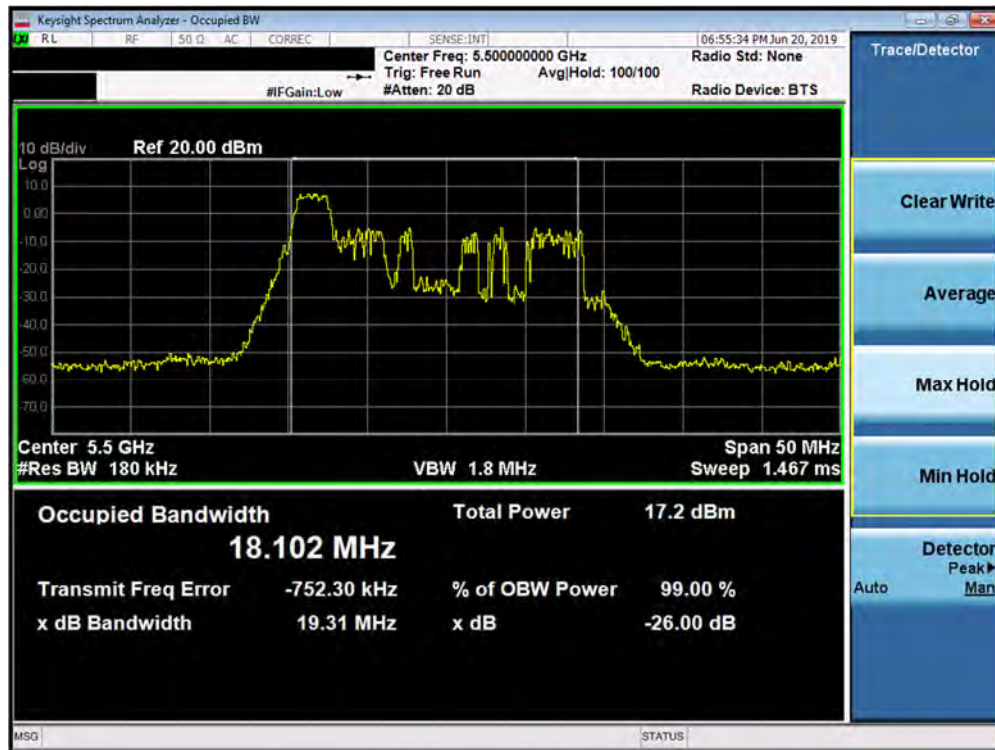 Keysight Spectrum Analyzer - Occupied BW
LXI RL RF 50 Ω AC CORREC SENSE:INT 06:55:34 PM Jun 20, 2019
Center Freq: 5.500000000 GHz Radio Std: None
Trig: Free Run Avg|Hold: 100/100
#IFGain:Low #Atten: 20 dB Radio Device: BTS
Trace/Detector
10 dB/div Ref 20.00 dBm
Log
10.0
0.00
-10.0
-20.0
-30.0
-40.0
-50.0
-60.0
-70.0
Center 5.5 GHz Span 50 MHz
#Res BW 180 kHz VBW 1.8 MHz Sweep 1.467 ms
Occupied Bandwidth Total Power 17.2 dBm
18.102 MHz
Transmit Freq Error -752.30 kHz % of OBW Power 99.00 %
x dB Bandwidth 19.31 MHz x dB -26.00 dB
Clear Write
Average
Max Hold
Min Hold
Detector
Peak▶
Auto Man
MSG STATUS